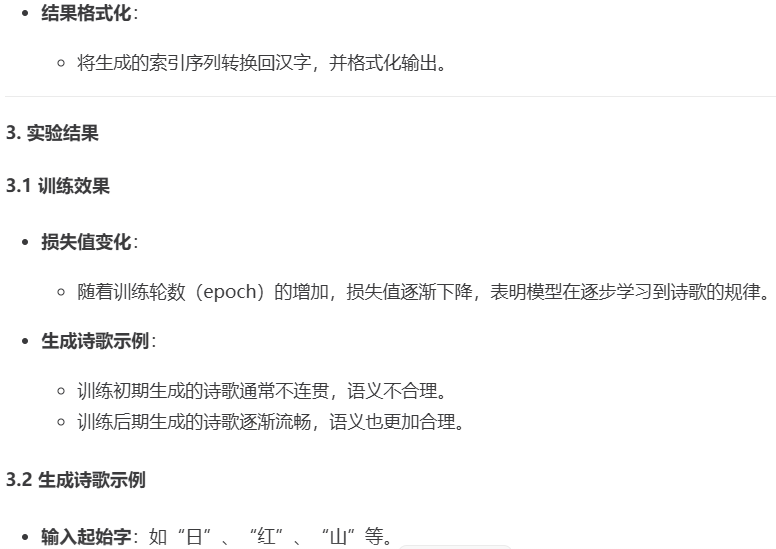 结果格式化：
将生成的索引序列转换回汉字，并格式化输出。
3. 实验结果
3.1 训练效果
损失值变化：
随着训练轮数（epoch）的增加，损失值逐渐下降，表明模型在逐步学习到诗歌的规律。
生成诗歌示例：
训练初期生成的诗歌通常不连贯，语义不合理。
训练后期生成的诗歌逐渐流畅，语义也更加合理。
3.2 生成诗歌示例
输入起始字：如“日”、“红”、“山”等。